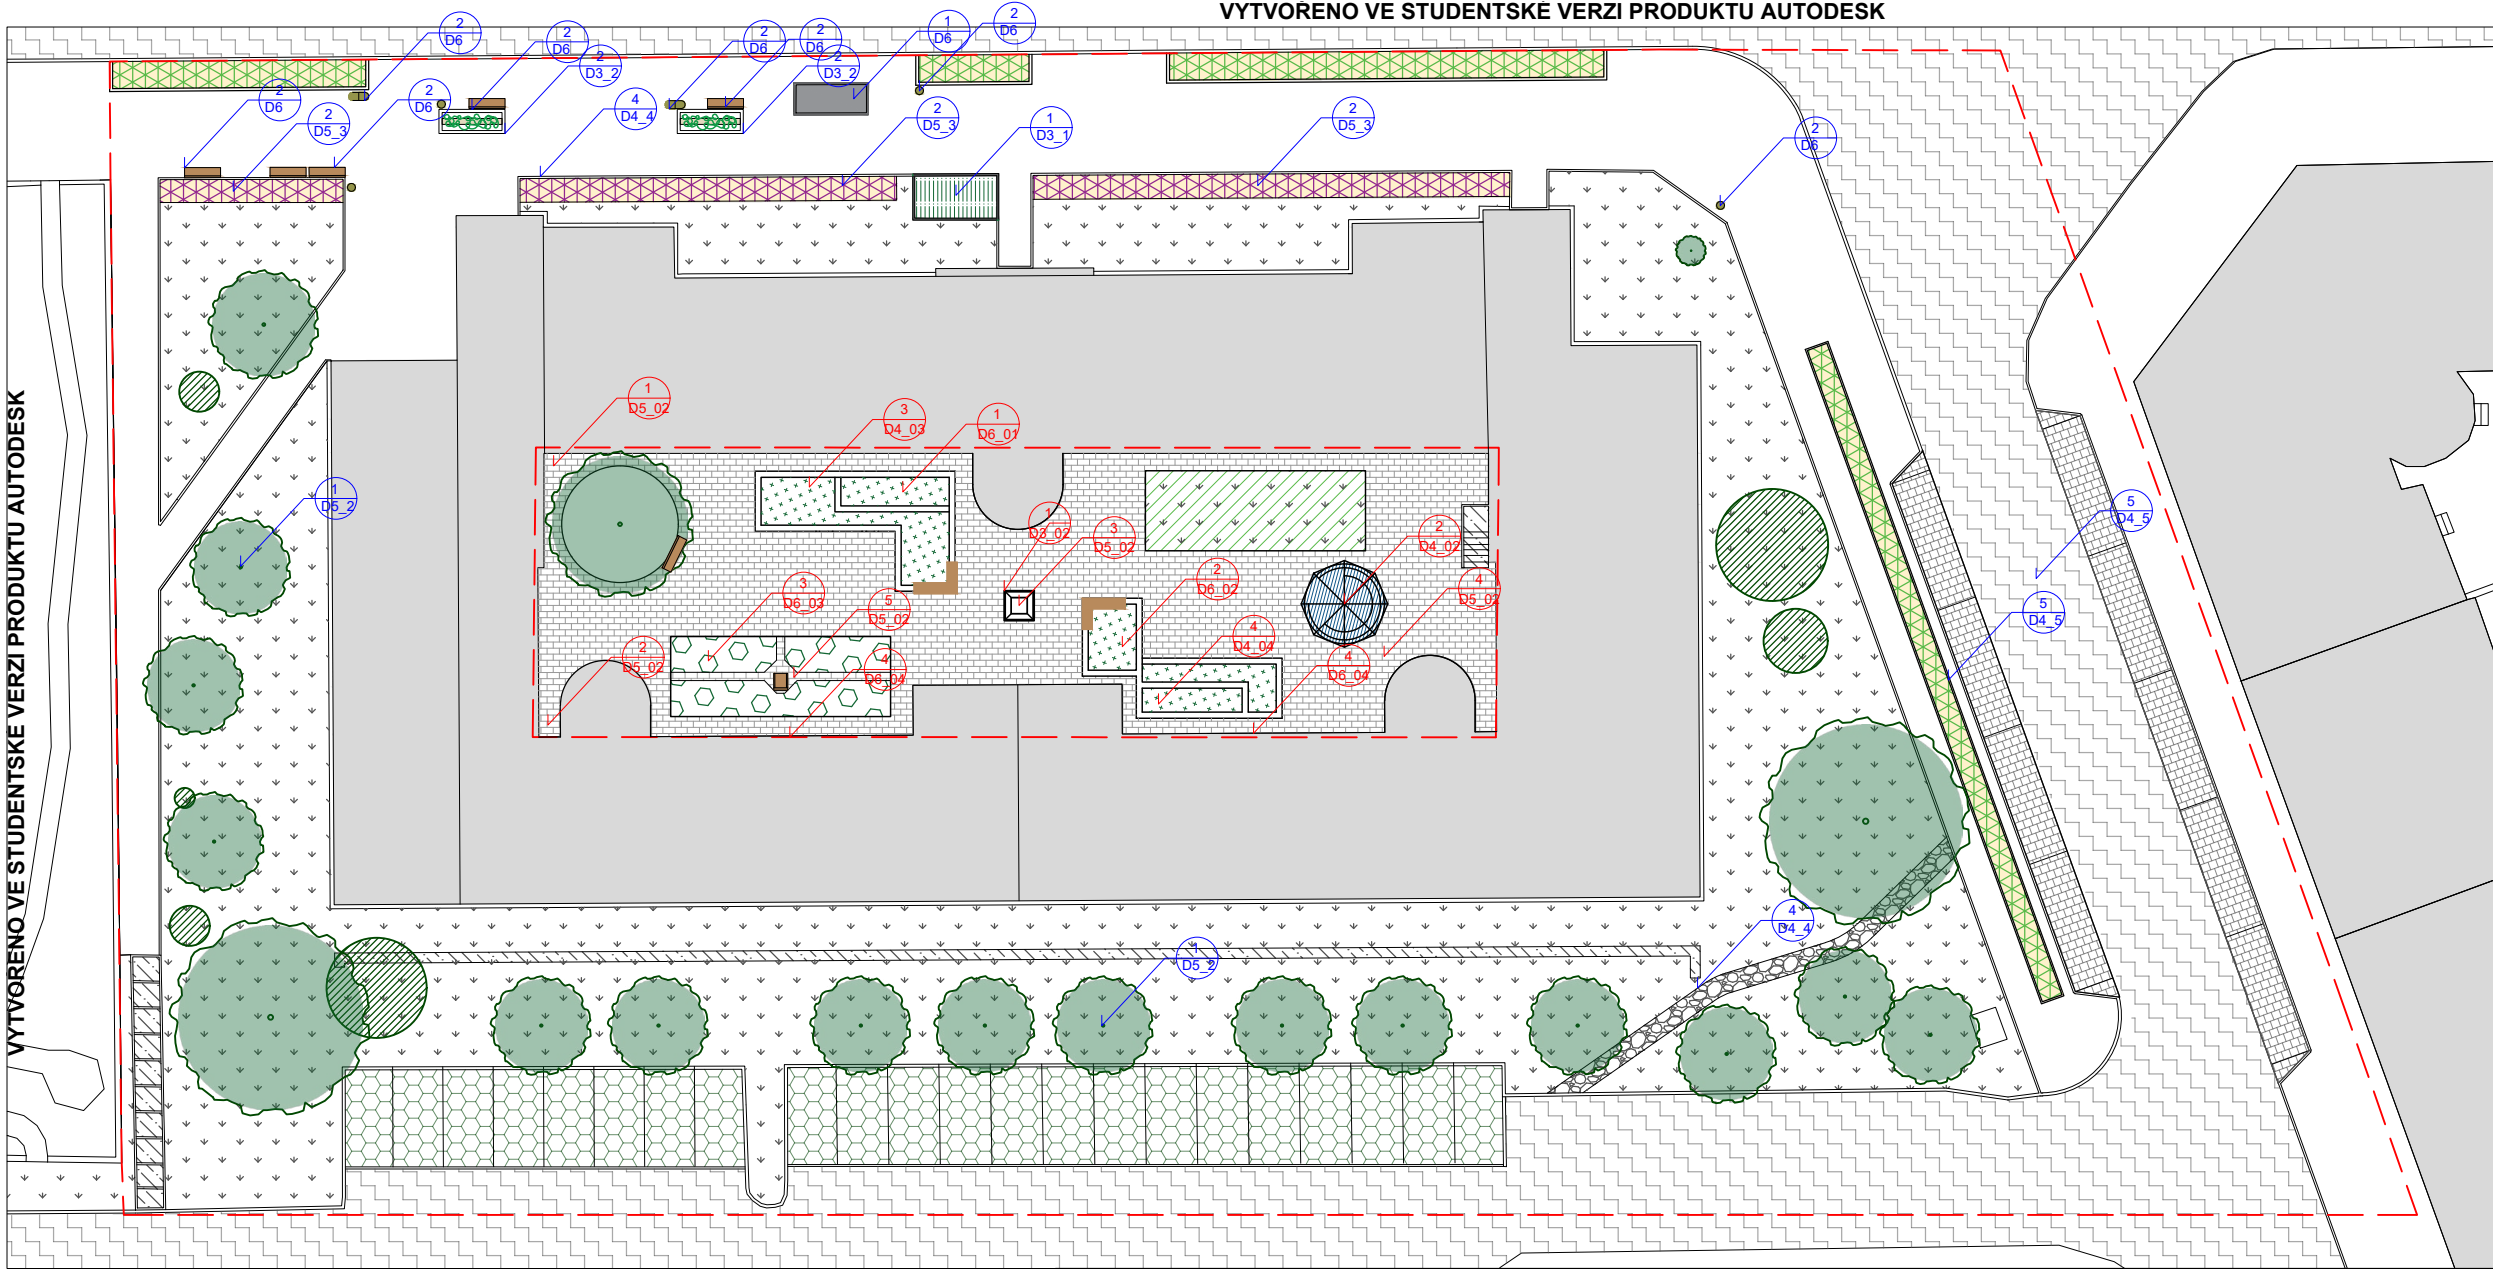 VYTVOŘENO VE STUDENTSKÉ VERZI PRODUKTU AUTODESK
VYTVOŘENO VE STUDENTSKÉ VERZI PRODUKTU AUTODESK
2
D6
2
D6
2
D6
2
D6
1
D6
2
D6
2
D3_2
2
D3_2
2
D6
2
D5_3
2
D6
4
D4_4
2
D5_3
1
D3_1
2
D5_3
2
D6
1
D5_02
3
D4_03
1
D6_01
1
D5_2
1
D3_02
3
D5_02
2
D4_02
5
D4_5
3
D6_03
5
D5_02
2
D6_02
4
D5_02
5
D4_5
2
D5_02
4
D6_04
4
D4_04
4
D6_04
4
D4_4
1
D5_2